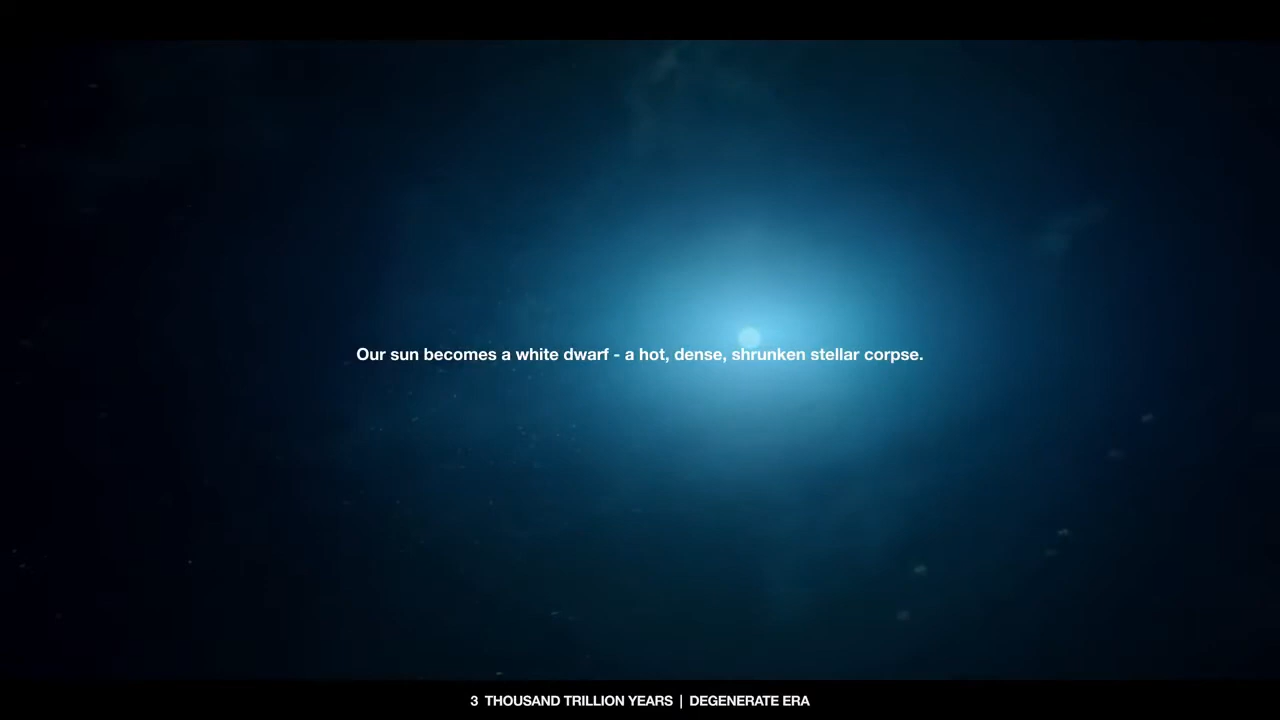 Our sun becomes a white dwarf - a hot, dense, shrunken stellar corpse.
3 THOUSAND TRILLION YEARS | DEGENERATE ERA